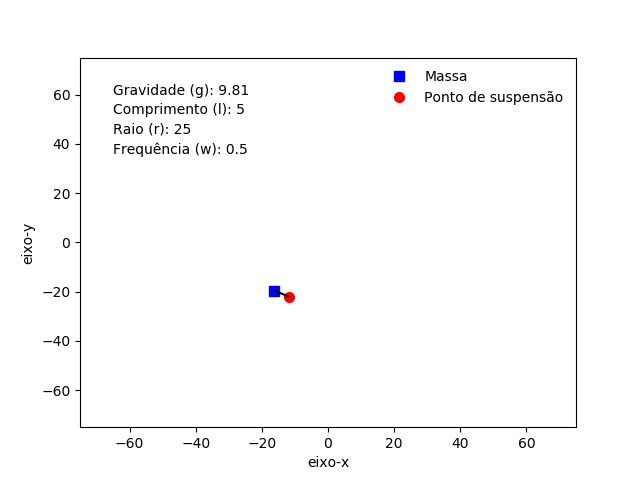 Gravidade (g): 9.81
Comprimento (l): 5
Raio (r): 25
Frequência (w): 0.5
Massa
Ponto de suspensão
60
40
20
0
−20
−40
−60
eixo-y
−60
−40
−20
0
20
40
60
eixo-x